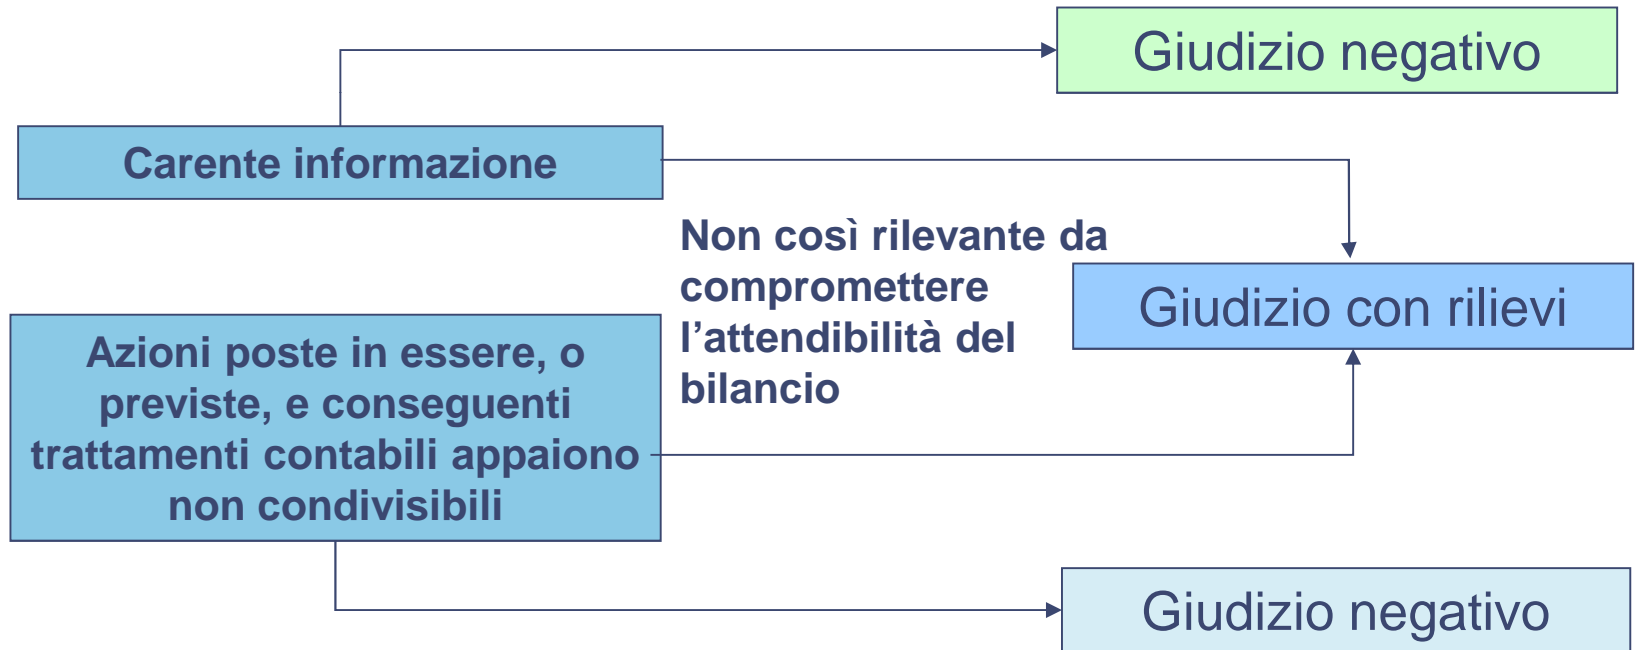 Giudizio negativo
Carente informazione
Non così rilevante da
compromettere
l’attendibilità del
bilancio
Giudizio con rilievi
Azioni poste in essere, o
previste, e conseguenti
trattamenti contabili appaiono
non condivisibili
Giudizio negativo